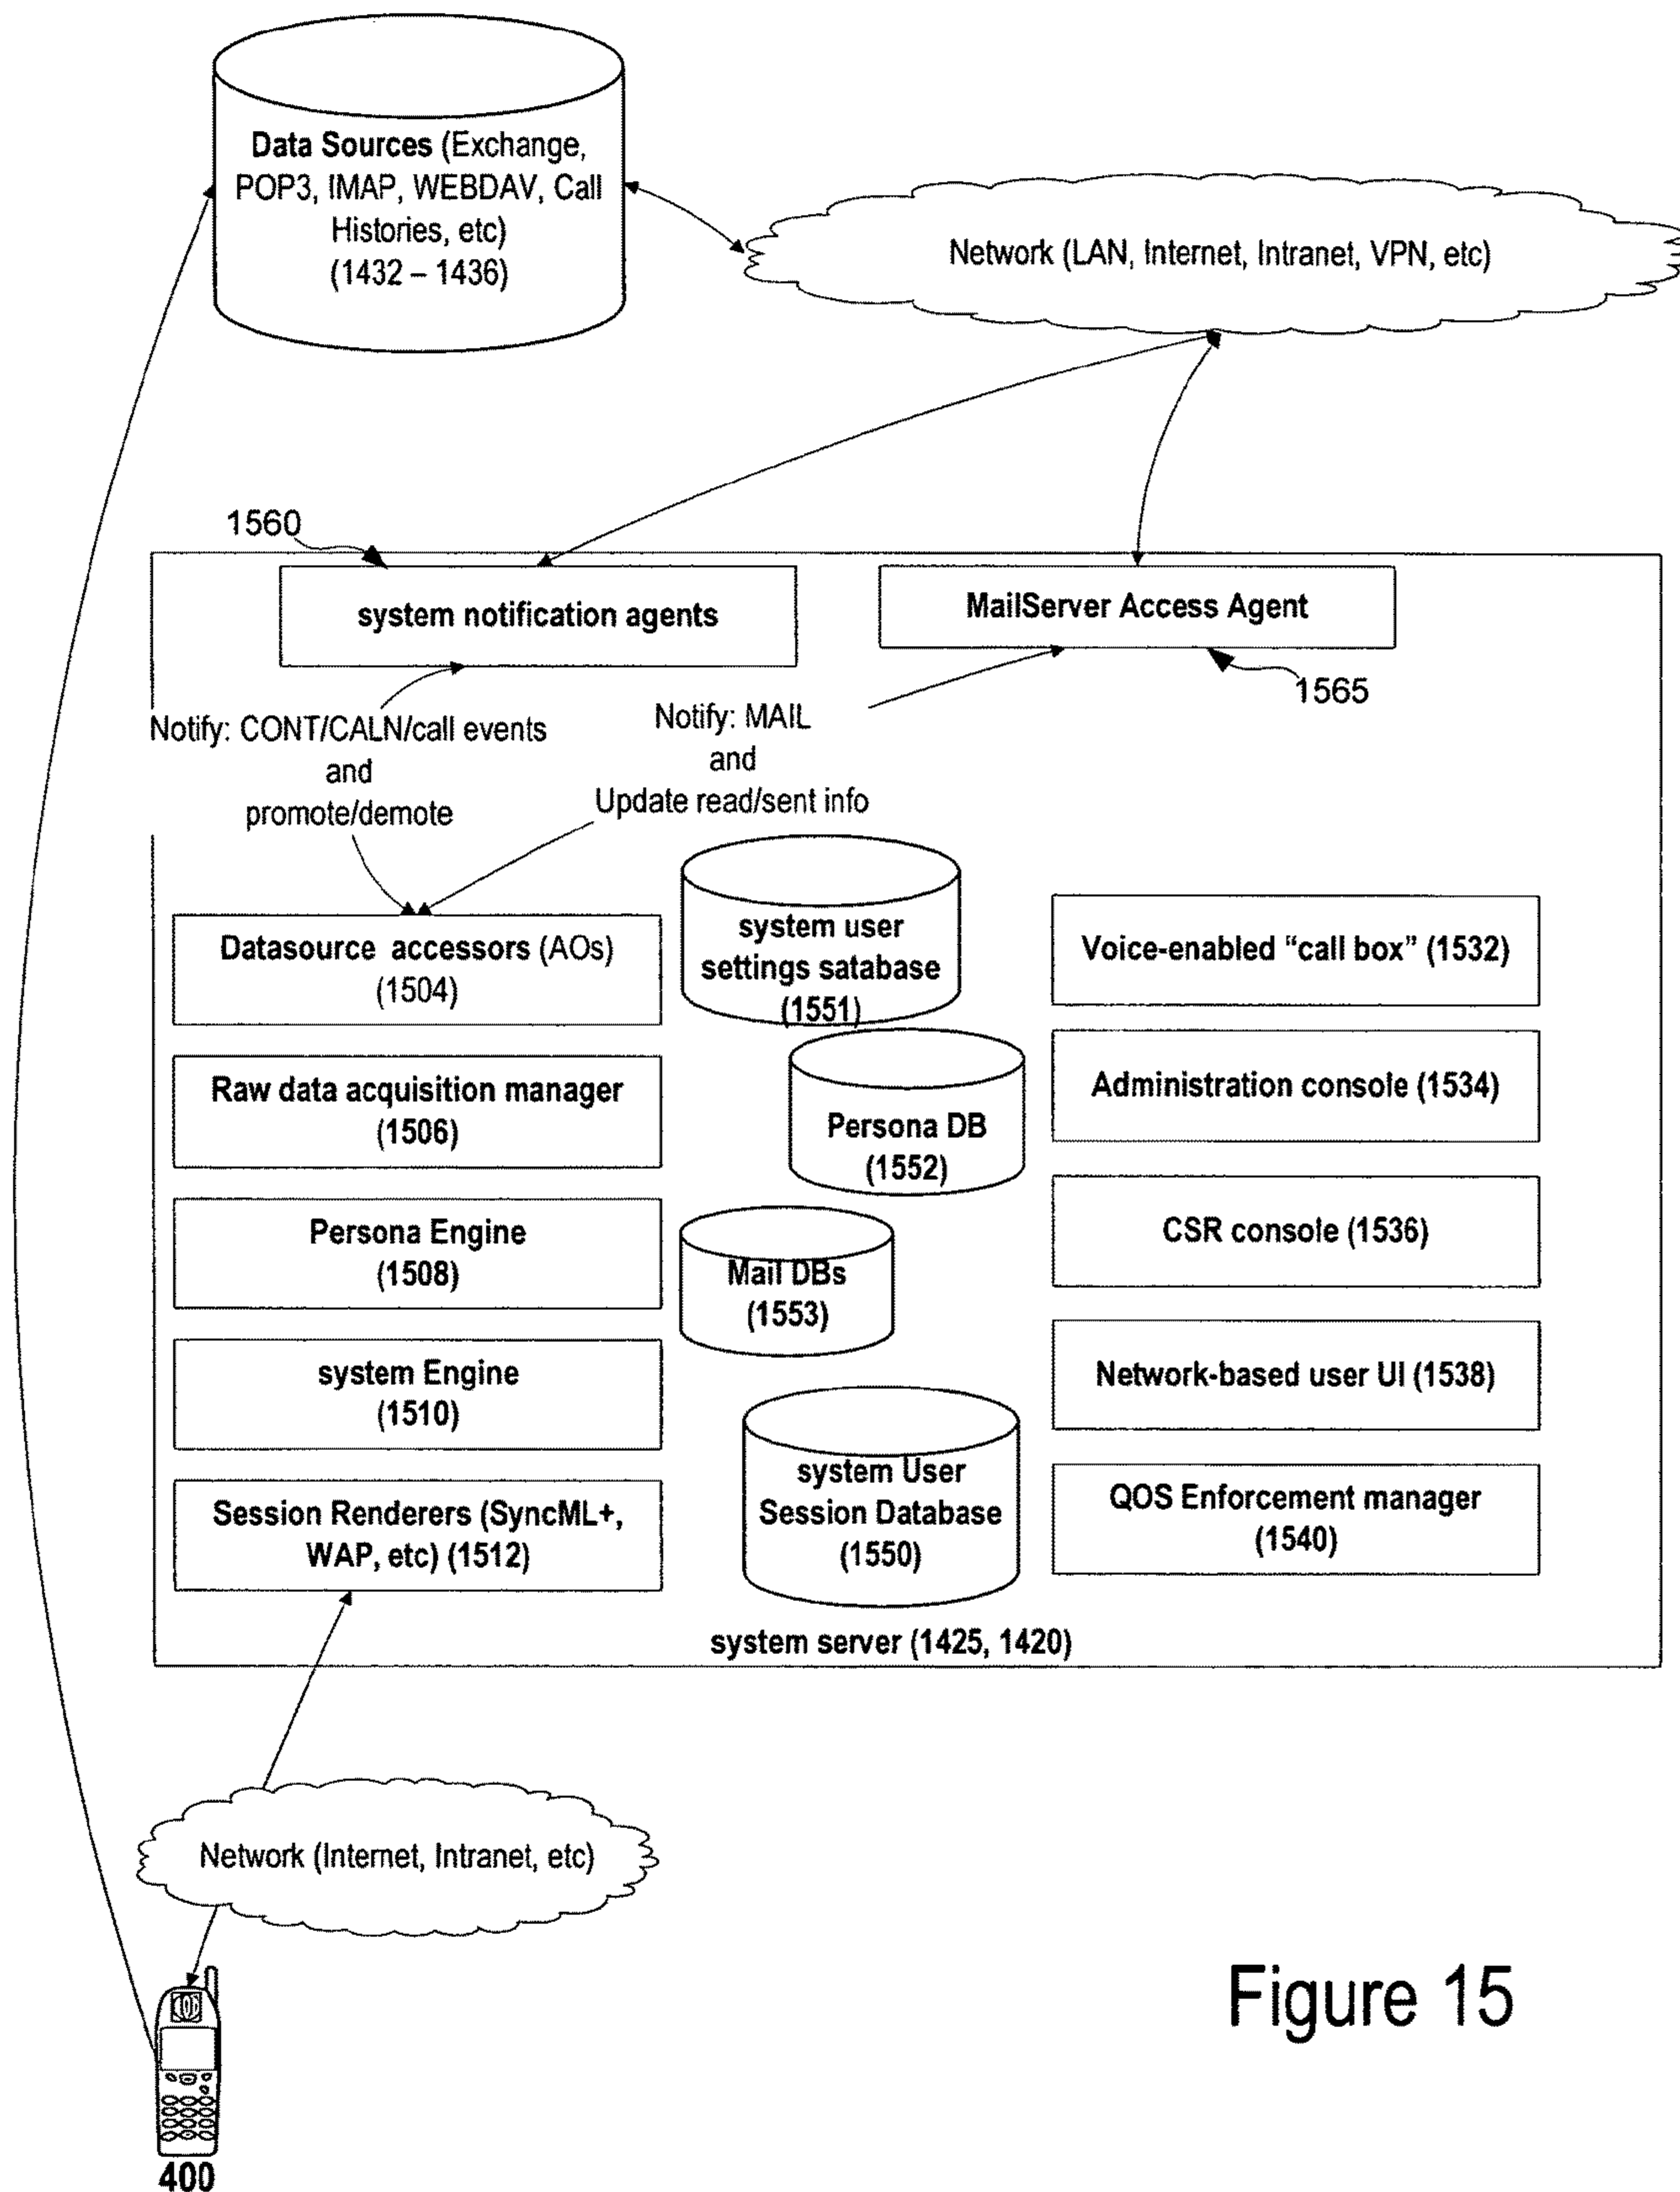 Data Sources (Exchange,
POP3, IMAP, WEBDAV, Call
Histories, etc)
(1432 – 1436)
Network (LAN, Internet, Intranet, VPN, etc)
1560
system notification agents
MailServer Access Agent
1565
Notify: CONT/CALN/call events
and
promote/demote
Notify: MAIL
and
Update read/sent info
Datasource accessors (AOs)
(1504)
Raw data acquisition manager
(1506)
Persona Engine
(1508)
system Engine
(1510)
Session Renderers (SyncML+,
WAP, etc) (1512)
system user
settings satabase
(1551)
Persona DB
(1552)
Mail DBs
(1553)
system User
Session Database
(1550)
Voice-enabled “call box” (1532)
Administration console (1534)
CSR console (1536)
Network-based user UI (1538)
QOS Enforcement manager
(1540)
system server (1425, 1420)
Network (Internet, Intranet, etc)
400
Figure 15